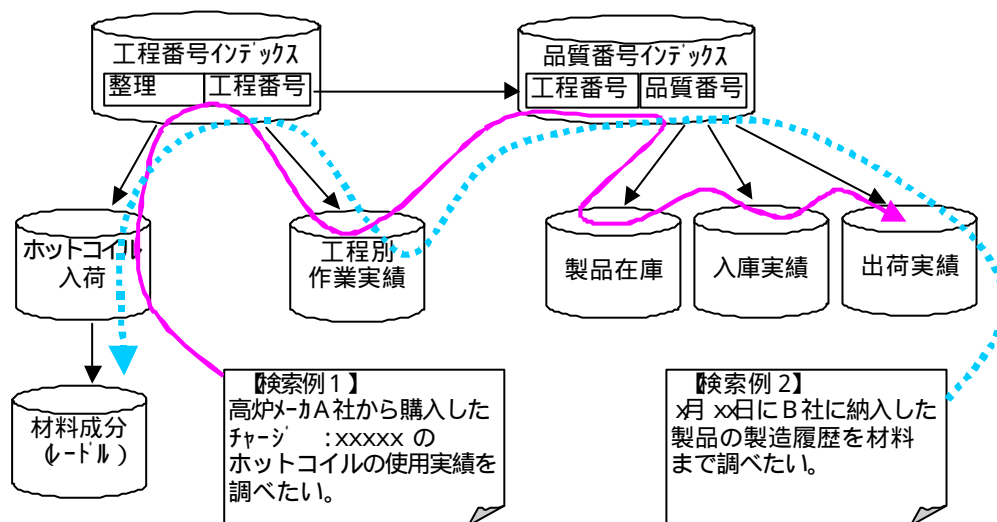 工程番号ｲﾝﾃﾞｯｸｽ
整理
工程番号
品質番号ｲﾝﾃﾞｯｸｽ
工程番号
品質番号
ホットコイル
入荷
工程別
作業実績
製品在庫
入庫実績
出荷実績
材料成分
(ﾚｰﾄﾞﾙ)
【検索例１】
高炉ﾒｰｶA社から購入した
ﾁｬｰｼﾞ :xxxxx の
ホットコイルの使用実績を
調べたい。
【検索例 2】
x月 xx日にB社に納入した
製品の製造履歴を材料
まで調べたい。